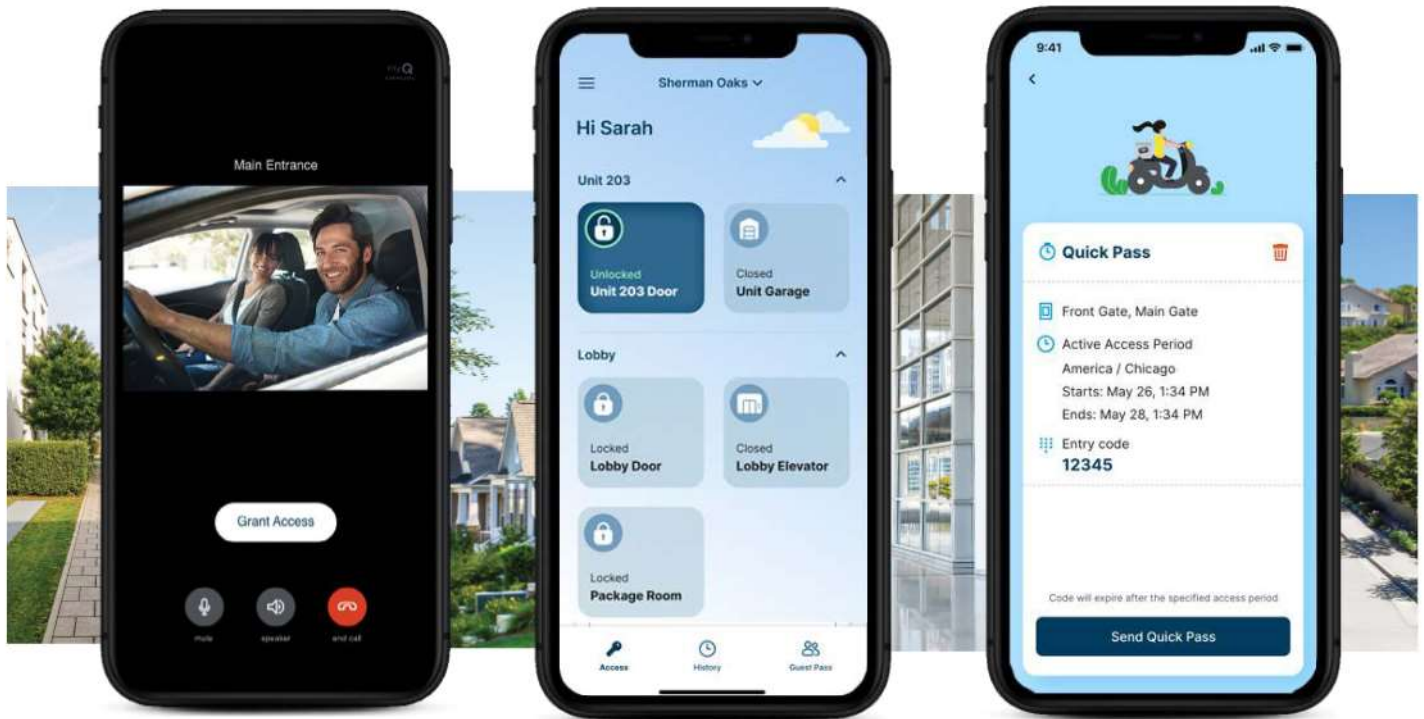 myQ
Main Entrance
Grant Access
mute
speaker
end call
Sherman Oaks
Hi Sarah
Unit 203
Unlocked
Unit 203 Door
Closed
Unit Garage
Lobby
Locked
Lobby Door
Closed
Lobby Elevator
Locked
Package Room
Access
History
Guest Pass
9:41
Quick Pass
Front Gate, Main Gate
Active Access Period
America / Chicago
Starts: May 26, 1:34 PM
Ends: May 28, 1:34 PM
Entry code
12345
Code will expire after the specified access period
Send Quick Pass